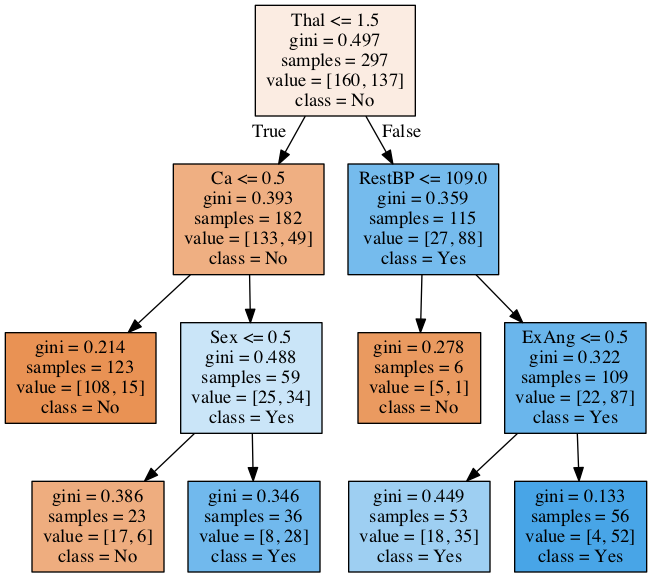 Thal <= 1.5
gini = 0.497
samples = 297
value = [160, 137]
class = No
True
False
Ca <= 0.5
gini = 0.393
samples = 182
value = [133, 49]
class = No
RestBP <= 109.0
gini = 0.359
samples = 115
value = [27, 88]
class = Yes
gini = 0.214
samples = 123
value = [108, 15]
class = No
Sex <= 0.5
gini = 0.488
samples = 59
value = [25, 34]
class = Yes
gini = 0.278
samples = 6
value = [5, 1]
class = No
ExAng <= 0.5
gini = 0.322
samples = 109
value = [22, 87]
class = Yes
gini = 0.386
samples = 23
value = [17, 6]
class = No
gini = 0.346
samples = 36
value = [8, 28]
class = Yes
gini = 0.449
samples = 53
value = [18, 35]
class = Yes
gini = 0.133
samples = 56
value = [4, 52]
class = Yes